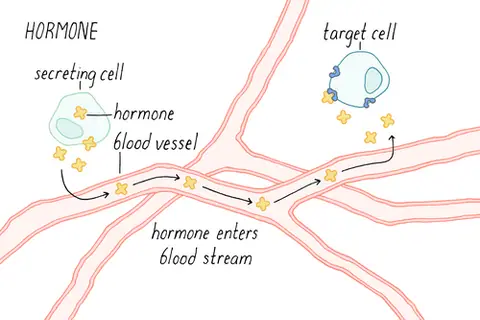 HORMONE
target cell
secreting cell
hormone
blood vessel
hormone enters
blood stream